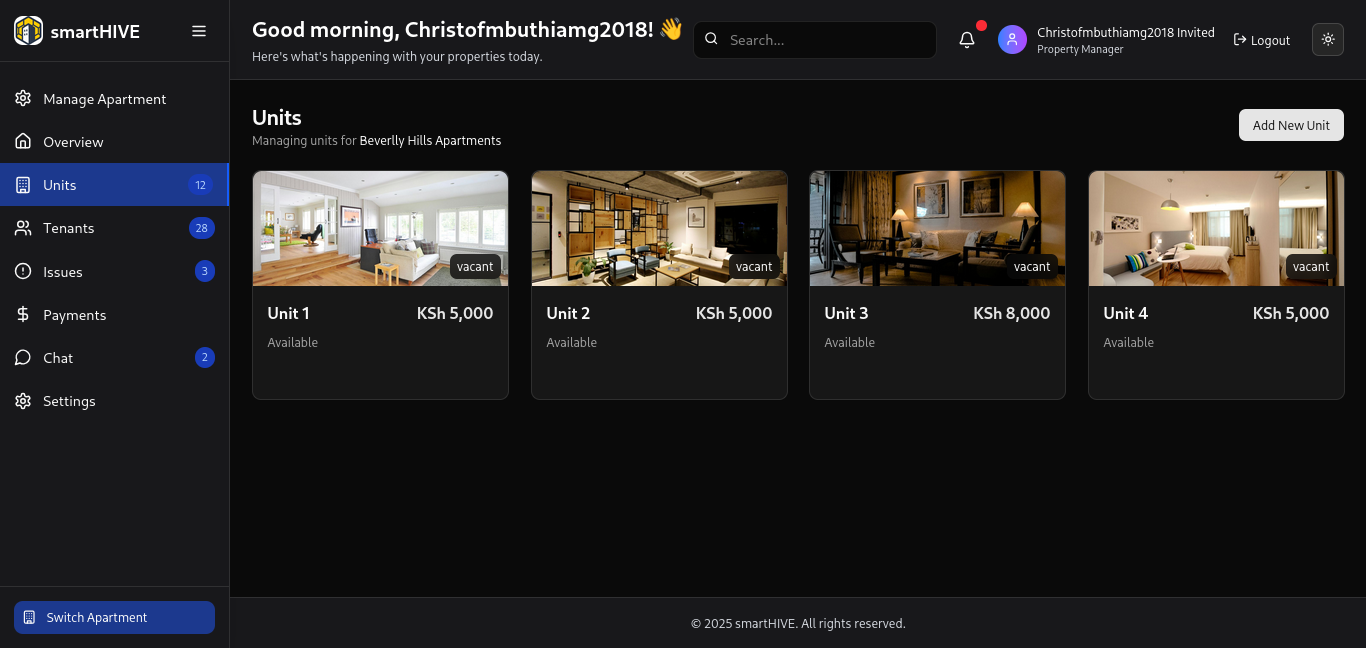 smartHIVE
Manage Apartment
Overview
Units 12
Tenants 28
Issues 3
Payments
Chat 2
Settings
Switch Apartment
Good morning, Christofmbuthiamg2018! 👋
Here's what's happening with your properties today.
Search...
Christofmbuthiamg2018 Invited
Property Manager
Logout
Units
Managing units for Beverlly Hills Apartments
Add New Unit
vacant
Unit 1 KSh 5,000
Available
vacant
Unit 2 KSh 5,000
Available
vacant
Unit 3 KSh 8,000
Available
vacant
Unit 4 KSh 5,000
Available
© 2025 smartHIVE. All rights reserved.